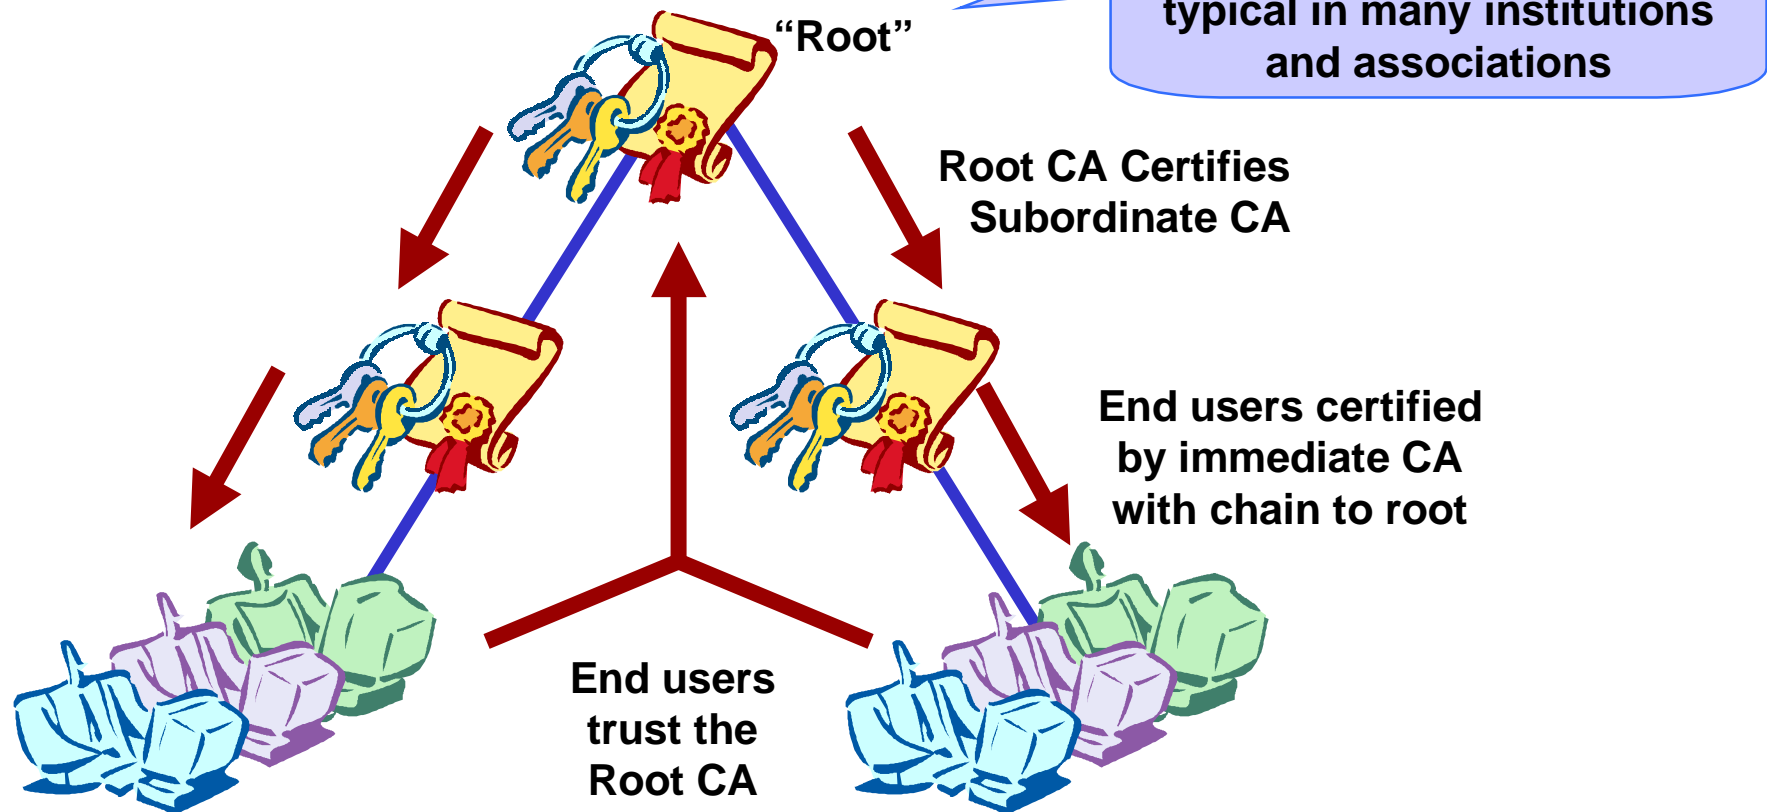 typical in many institutions
and associations
“Root”
Root CA Certifies
Subordinate CA
End users certified
by immediate CA
with chain to root
End users
trust the
Root CA